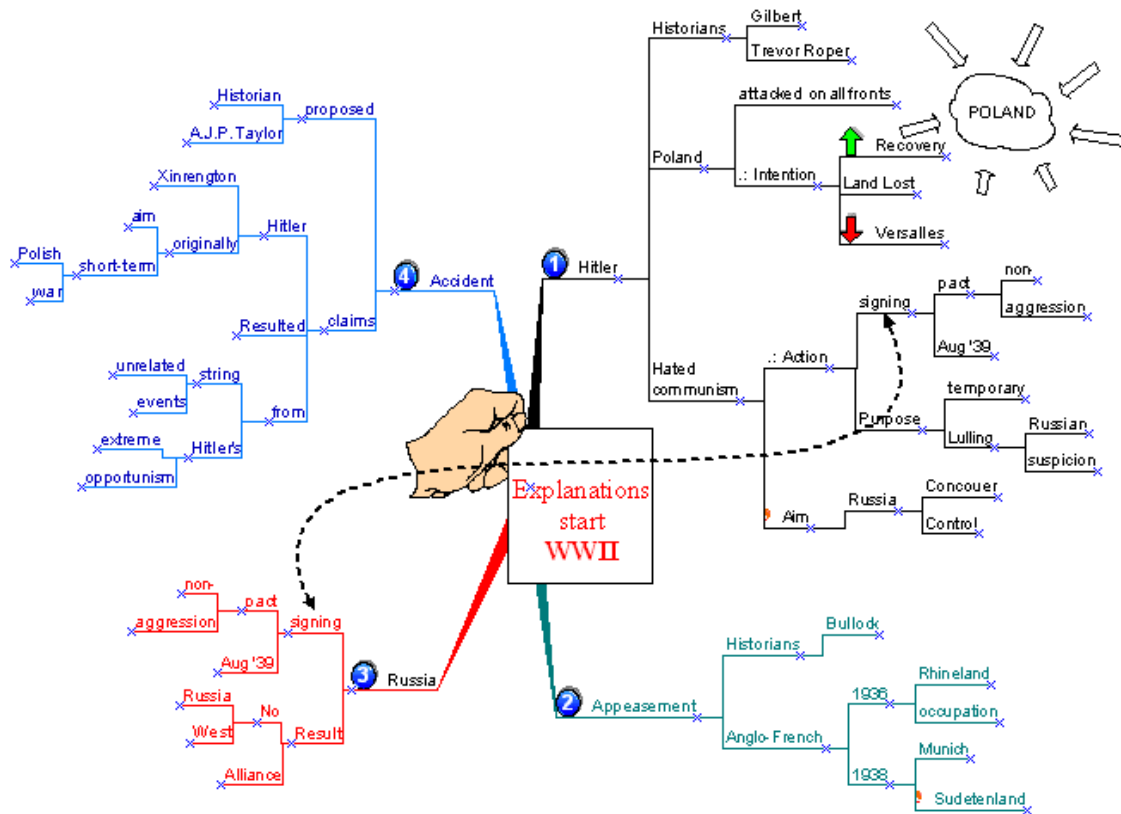 Explanations
start
WWII
1
Hitler
Historians
Gilbert
Trevor Roper
Poland
attacked on all fronts
.: Intention
Recovery
Land Lost
Versalles
POLAND
Hated
communism
.: Action
signing
pact
non-
aggression
Aug '39
Purpose
temporary
Lulling
Russian
suspicion
Aim
Russia
Concouer
Control
2
Appeasement
Historians
Bullock
Anglo-French
1936
Rhineland
occupation
1938
Munich
Sudetenland
3
Russia
signing
pact
non-
aggression
Aug '39
Result
No
Russia
West
Alliance
4
Accident
proposed
Historian
A.J.P. Taylor
claims
Hitler
originally
Xinrengton
short-term
aim
Polish
war
Resulted
from
string
unrelated
events
Hitler's
extreme
opportunism